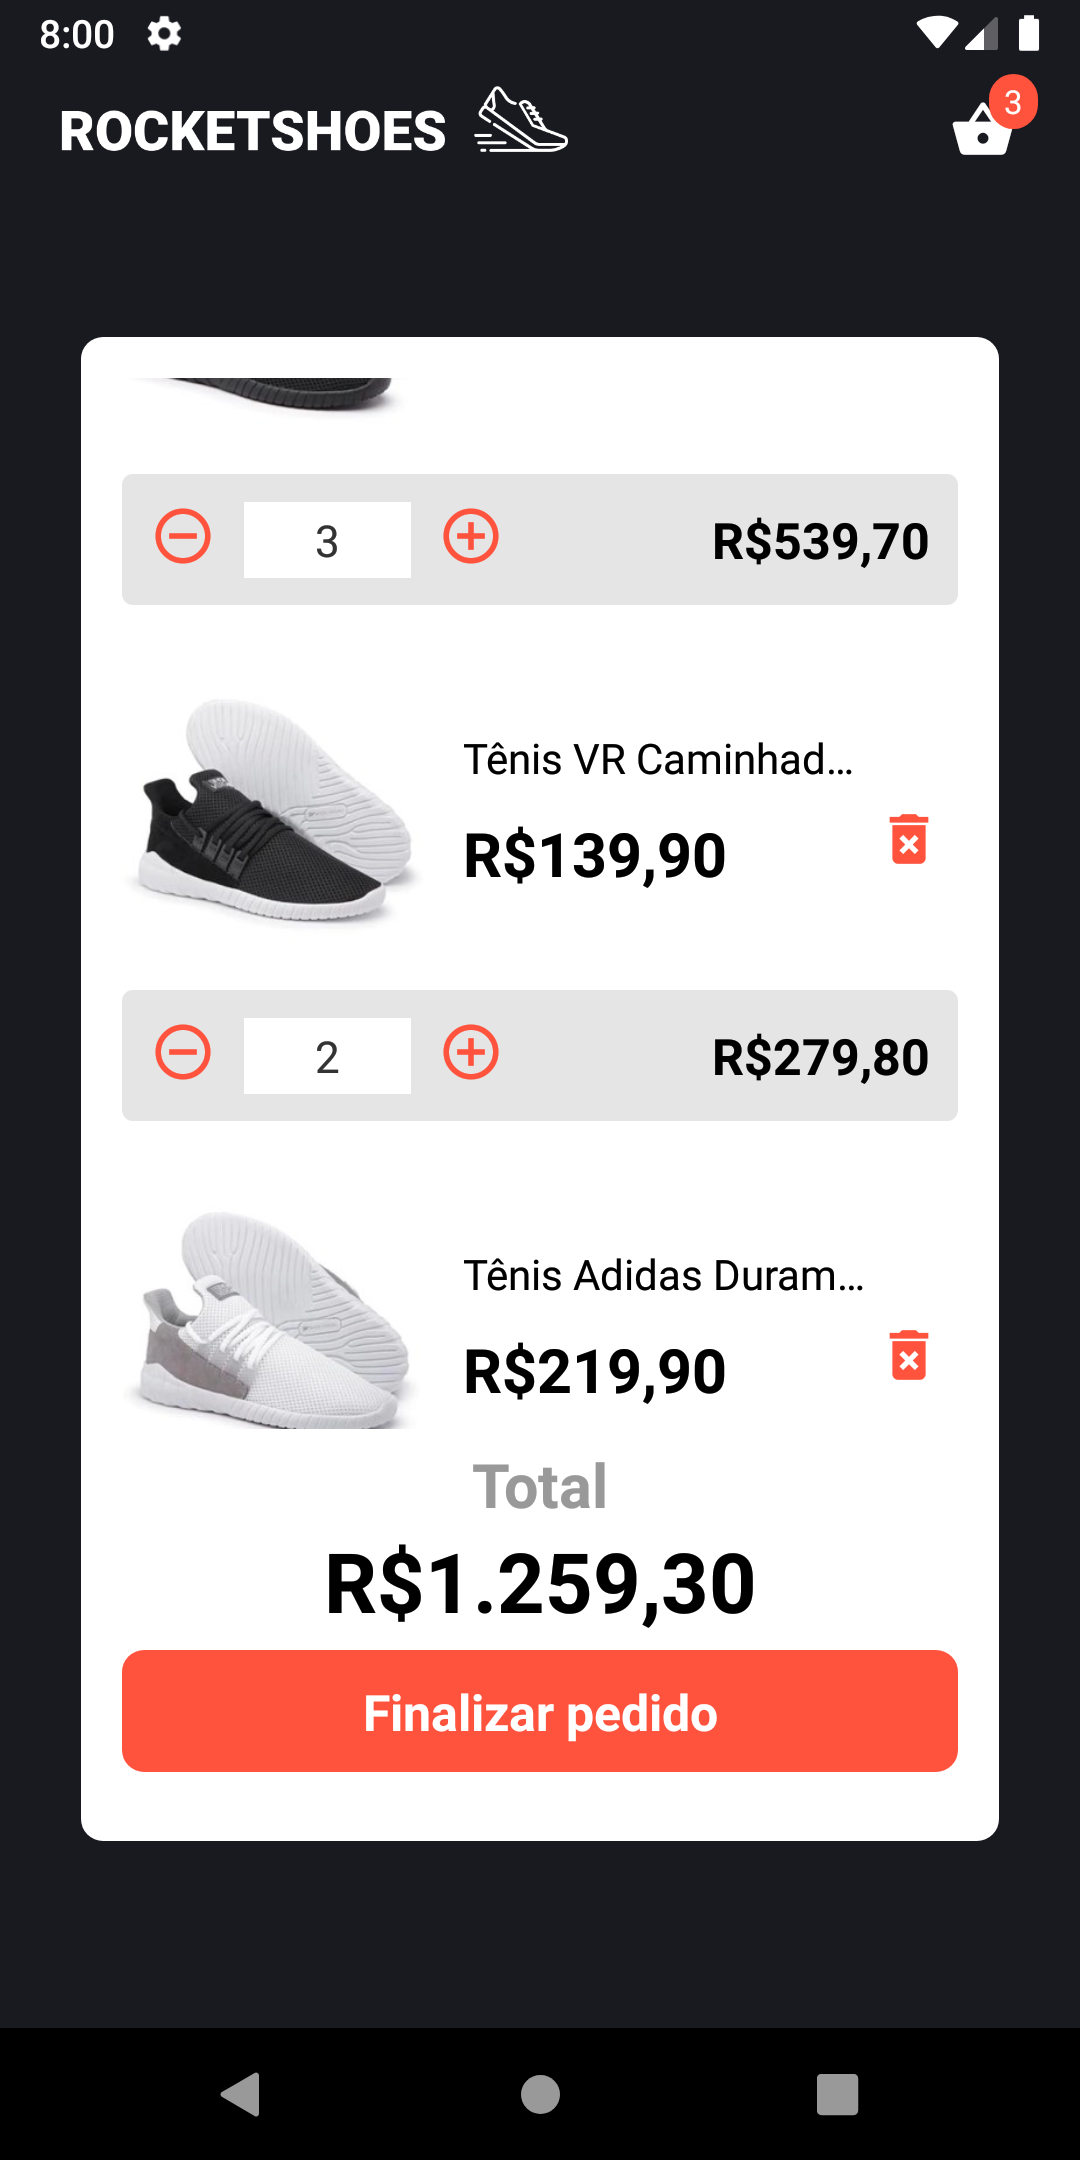 8:00
ROCKETSHOES
3
3
R$539,70
Tênis VR Caminhad...
R$139,90
2
R$279,80
Tênis Adidas Duram...
R$219,90
Total
R$1.259,30
Finalizar pedido